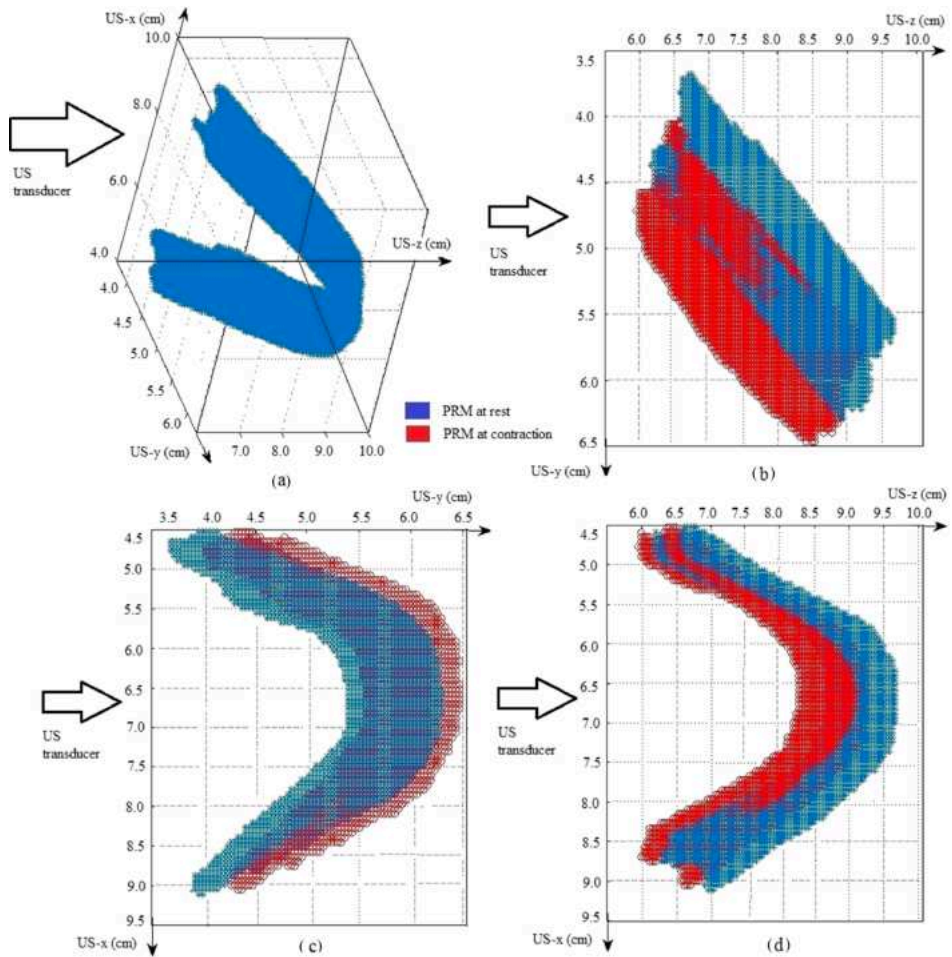 US-x (cm)
10.0
8.0
6.0
4.0
US
transducer
US-z (cm)
4.0
4.5
5.0
5.5
6.0
US-y (cm)
7.0 8.0 9.0 10.0
(a)
PRM at rest
PRM at contraction
US-z (cm)
6.0 6.5 7.0 7.5 8.0 8.5 9.0 9.5 10.0
3.5
4.0
4.5
5.0
5.5
6.0
6.5
US
transducer
US-y (cm)
(b)
US-y (cm)
3.5 4.0 4.5 5.0 5.5 6.0 6.5
4.5
5.0
5.5
6.0
6.5
7.0
7.5
8.0
8.5
9.0
9.5
US
transducer
US-x (cm)
(c)
US-z (cm)
6.0 6.5 7.0 7.5 8.0 8.5 9.0 9.5 10.0
4.5
5.0
5.5
6.0
6.5
7.0
7.5
8.0
8.5
9.0
9.5
US
transducer
US-x (cm)
(d)